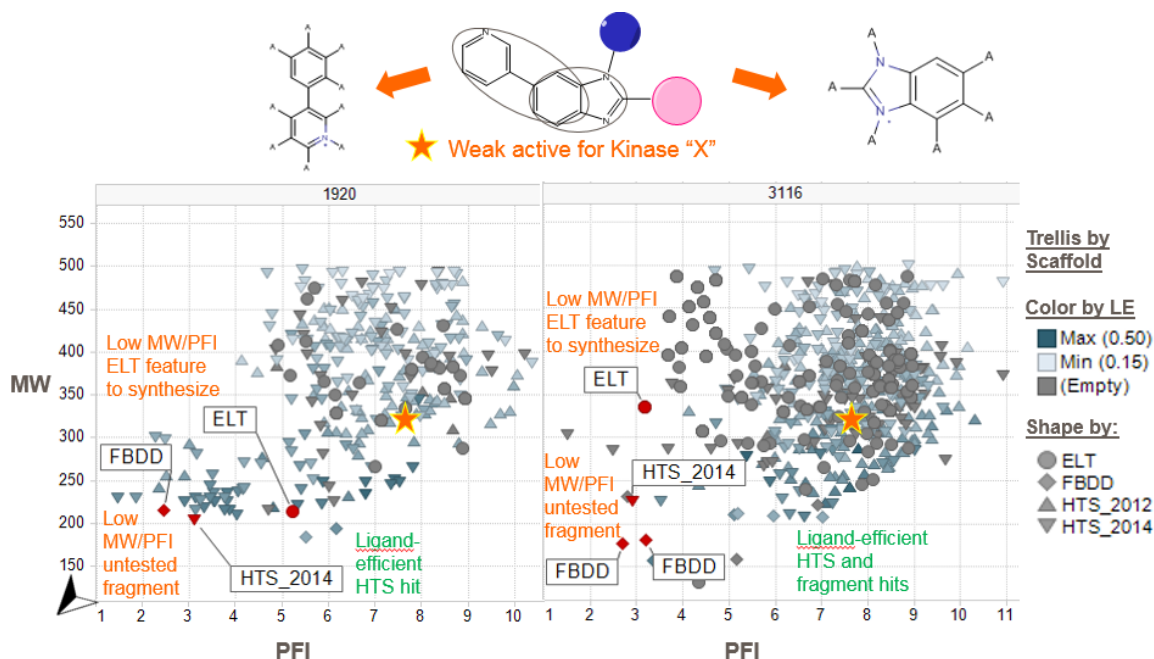 A A A A A A A A N A
N N
A N A A N A A A
Weak active for Kinase "X"
1920
3116
MW
550
500
450
400
350
300
250
200
150
Low MW/PFI
ELT feature
to synthesize
ELT
FBDD
Low
MW/PFI
untested
fragment
HTS_2014
Ligand-
efficient
HTS hit
1 2 3 4 5 6 7 8 9 10
PFI
Low MW/PFI
ELT feature
to synthesize
ELT
HTS_2014
Low
MW/PFI
untested
fragment
FBDD
FBDD
Ligand-efficient
HTS and
fragment hits
1 2 3 4 5 6 7 8 9 10 11
PFI
Trellis by
Scaffold
Color by LE
Max (0.50)
Min (0.15)
(Empty)
Shape by:
ELT
FBDD
HTS_2012
HTS_2014